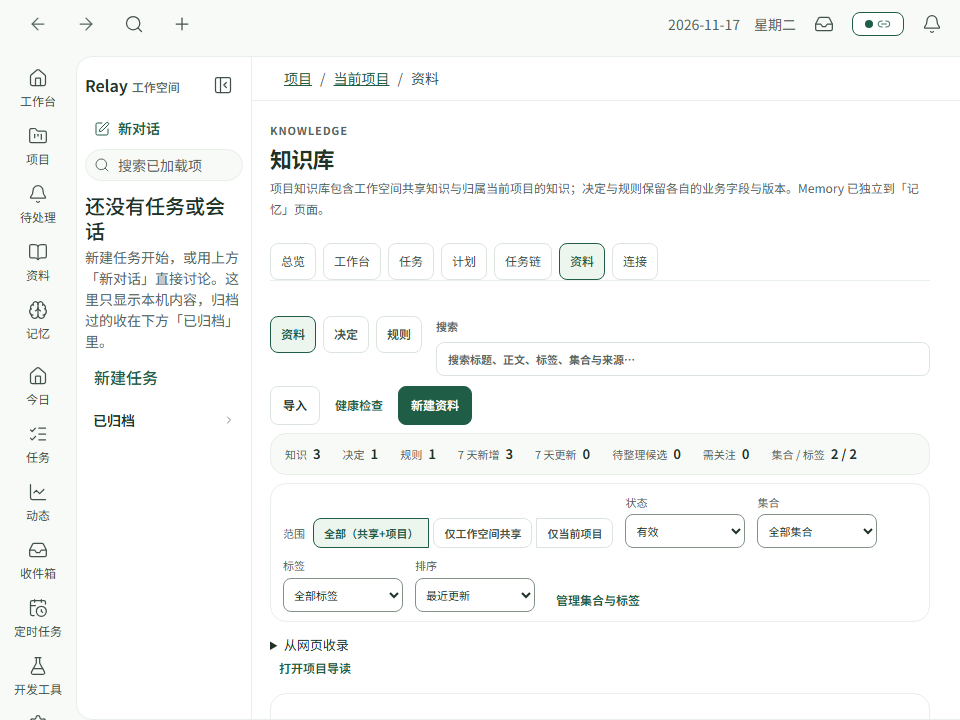 2026-11-17 星期二
工作台
项目
待处理
资料
记忆
今日
任务
动态
收件箱
定时任务
开发工具
Relay 工作空间
新对话
搜索已加载项
还没有任务或会
话
新建任务开始，或用上方
「新对话」直接讨论。这
里只显示本机内容，归档
过的收在下方「已归档」
里。
新建任务
已归档
项目 / 当前项目 / 资料
KNOWLEDGE
知识库
项目知识库包含工作空间共享知识与归属当前项目的知识；决定与规则保留各自的业务字段与版本。Memory 已独立到「记
忆」页面。
总览 工作台 任务 计划 任务链 资料 连接
资料 决定 规则
搜索
搜索标题、正文、标签、集合与来源…
导入 健康检查 新建资料
知识 3 决定 1 规则 1 7 天新增 3 7 天更新 0 待整理候选 0 需关注 0 集合 / 标签 2 / 2
范围 全部（共享+项目） 仅工作空间共享 仅当前项目
状态
有效
集合
全部集合
标签
全部标签
排序
最近更新
管理集合与标签
从网页收录
打开项目导读